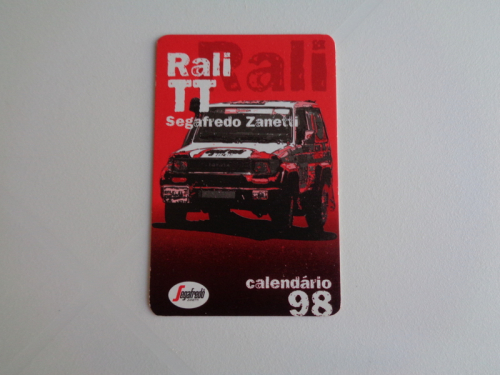 Rali
Rali
TT
Segafredo Zanetti
Segafredo
calendário
98